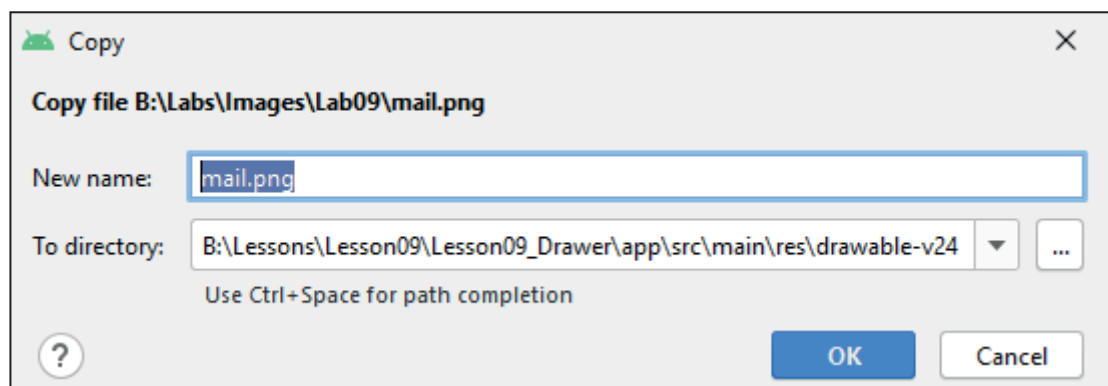 Copy
Copy file B:\Labs\Images\Lab09\mail.png
New name: mail.png
To directory: B:\Lessons\Lesson09\Lesson09_Drawer\app\src\main\res\drawable-v24 ...
Use Ctrl+Space for path completion
? OK Cancel